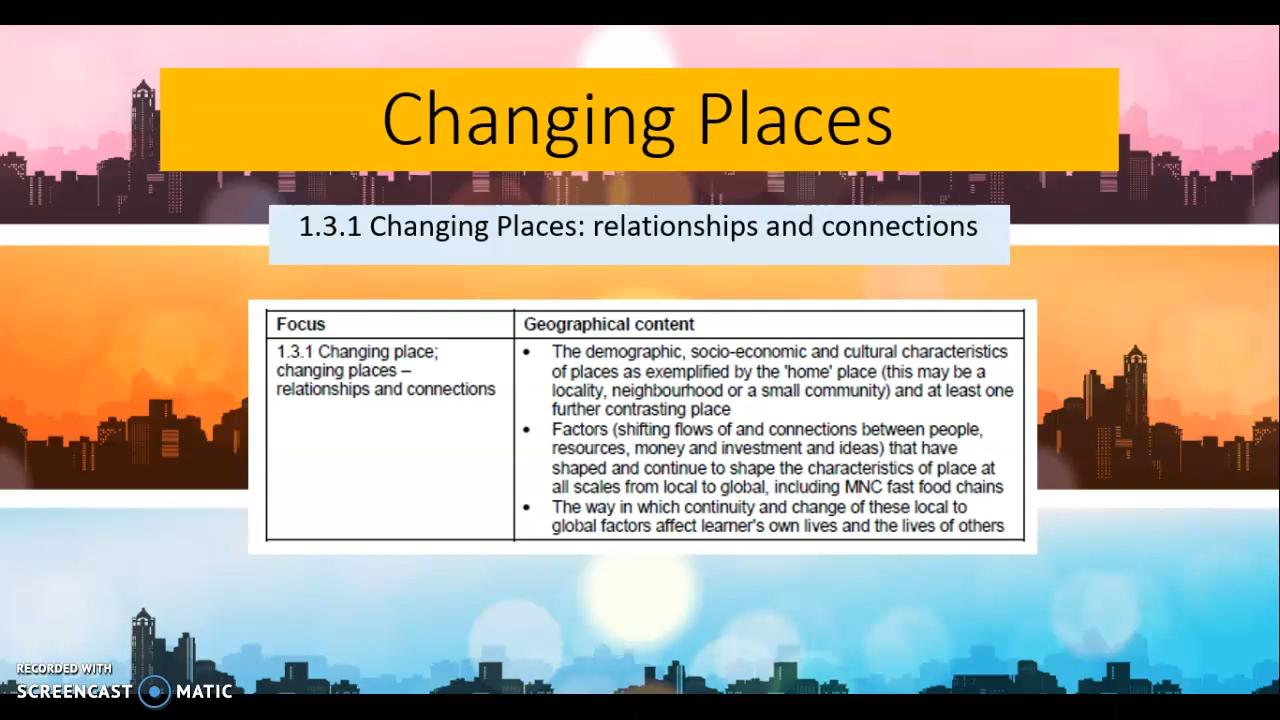 Changing Places
1.3.1 Changing Places: relationships and connections
Focus
Geographical content
1.3.1 Changing place;
changing places –
relationships and connections
• The demographic, socio-economic and cultural characteristics
of places as exemplified by the 'home' place (this may be a
locality, neighbourhood or a small community) and at least one
further contrasting place
• Factors (shifting flows of and connections between people,
resources, money and investment and ideas) that have
shaped and continue to shape the characteristics of place at
all scales from local to global, including MNC fast food chains
• The way in which continuity and change of these local to
global factors affect learner's own lives and the lives of others
RECORDED WITH
SCREENCAST MATIC